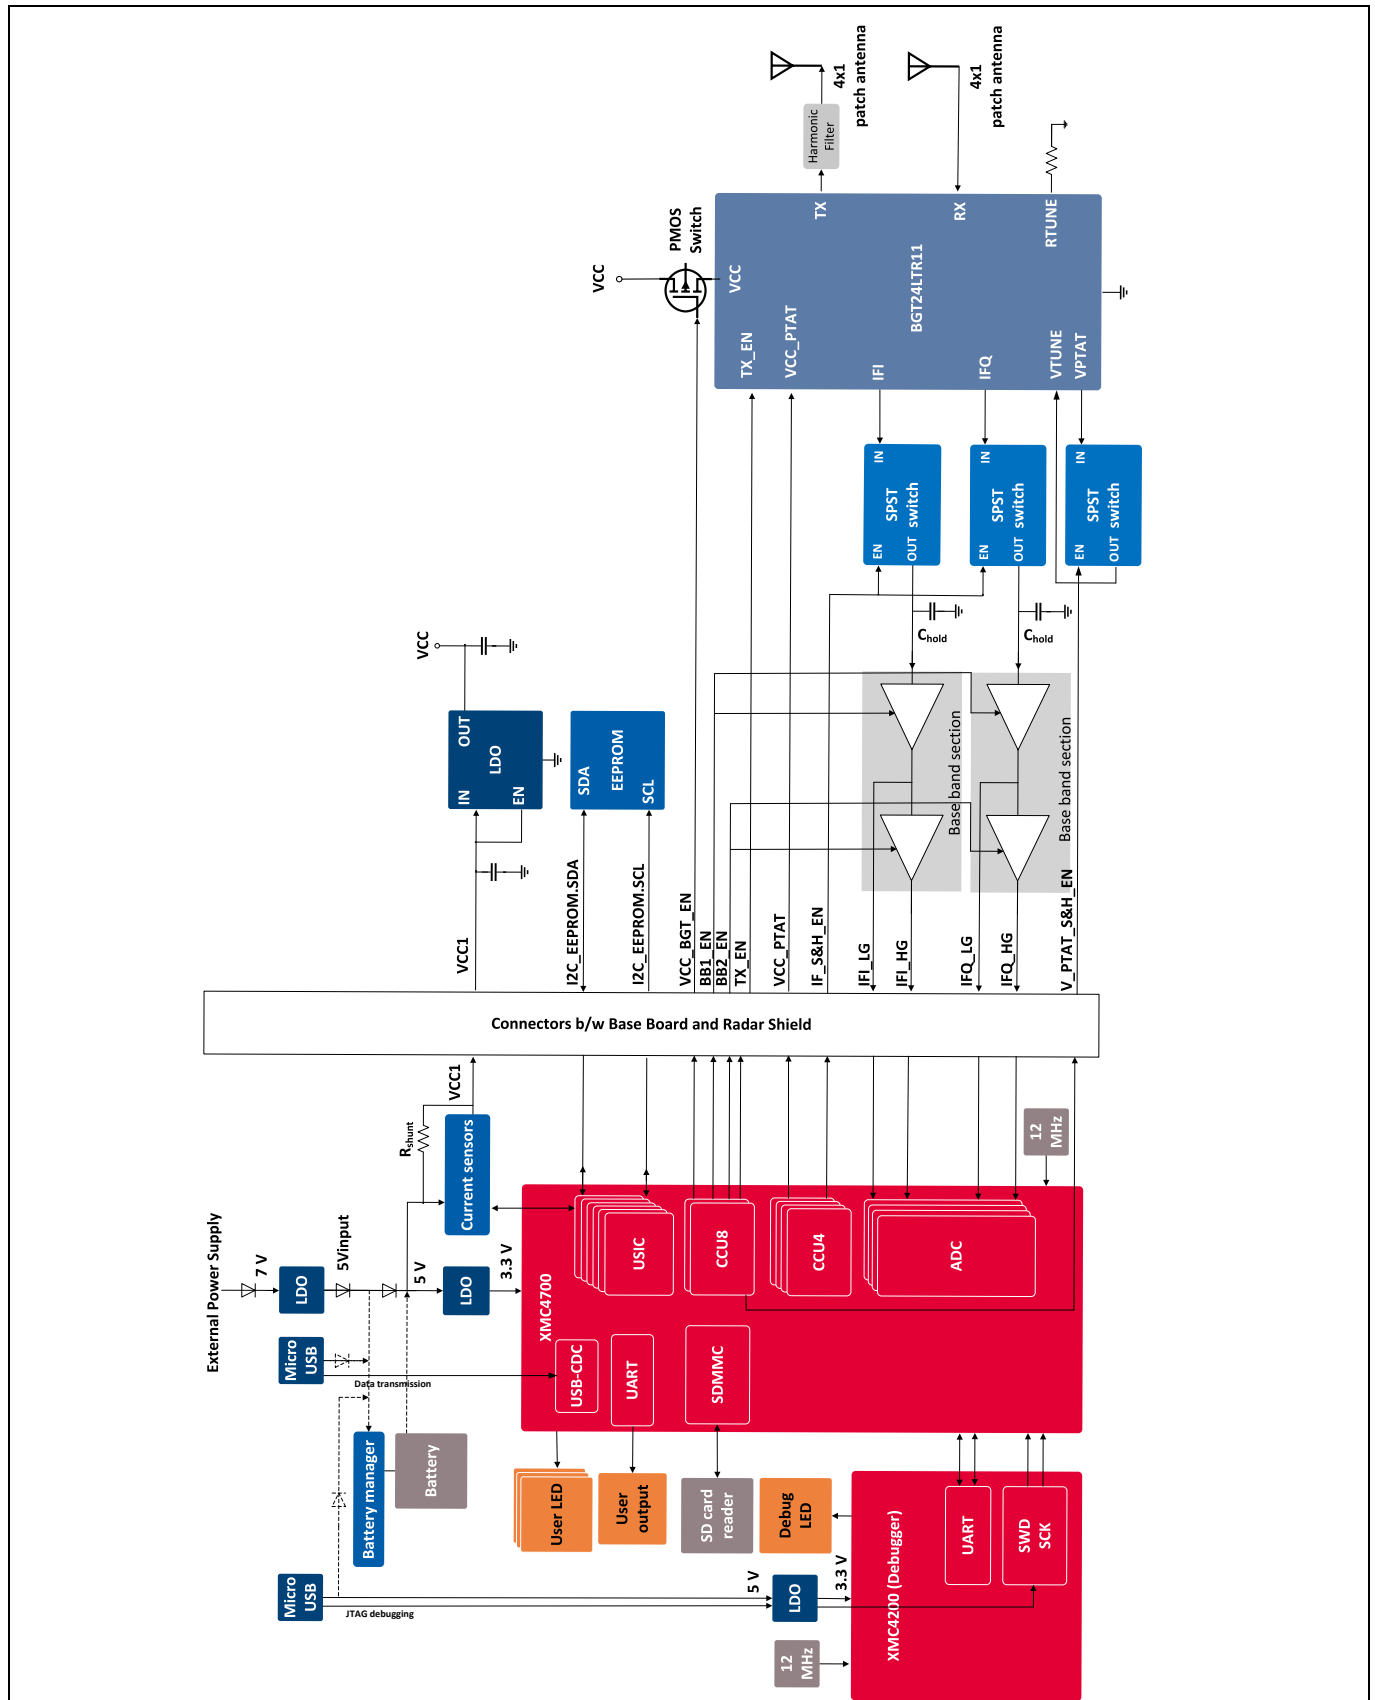 4x1
patch antenna
4x1
patch antenna
Harmonic
Filter
PMOS
Switch
VCC
TX
RX
RTUNE
VCC
BGT24LTR11
TX_EN
VCC_PTAT
IFI
IFQ
VTUNE
VPTAT
IN
SPST
switch
EN
OUT
IN
SPST
switch
EN
OUT
IN
SPST
switch
EN
OUT
Chold
Chold
VCC
OUT
LDO
IN
EN
SDA
EEPROM
SCL
Base band section
Base band section
VCC1
I2C_EEPROM.SDA
I2C_EEPROM.SCL
VCC_BGT_EN
BB1_EN
BB2_EN
TX_EN
VCC_PTAT
IF_S&H_EN
IFI_LG
IFI_HG
IFQ_LG
IFQ_HG
V_PTAT_S&H_EN
Connectors b/w Base Board and Radar Shield
VCC1
Rshunt
Current sensors
12
MHz
External Power Supply
7 V
LDO
5Vinput
5 V
LDO
3.3 V
XMC4700
USIC
CCU8
CCU4
ADC
Micro
USB
Data transmission
USB-CDC
UART
SDMMC
Battery manager
Battery
User LED
User
output
SD card
reader
Debug
LED
Micro
USB
JTAG debugging
5 V
LDO
3.3 V
XMC4200 (Debugger)
UART
SWD
SCK
12
MHz